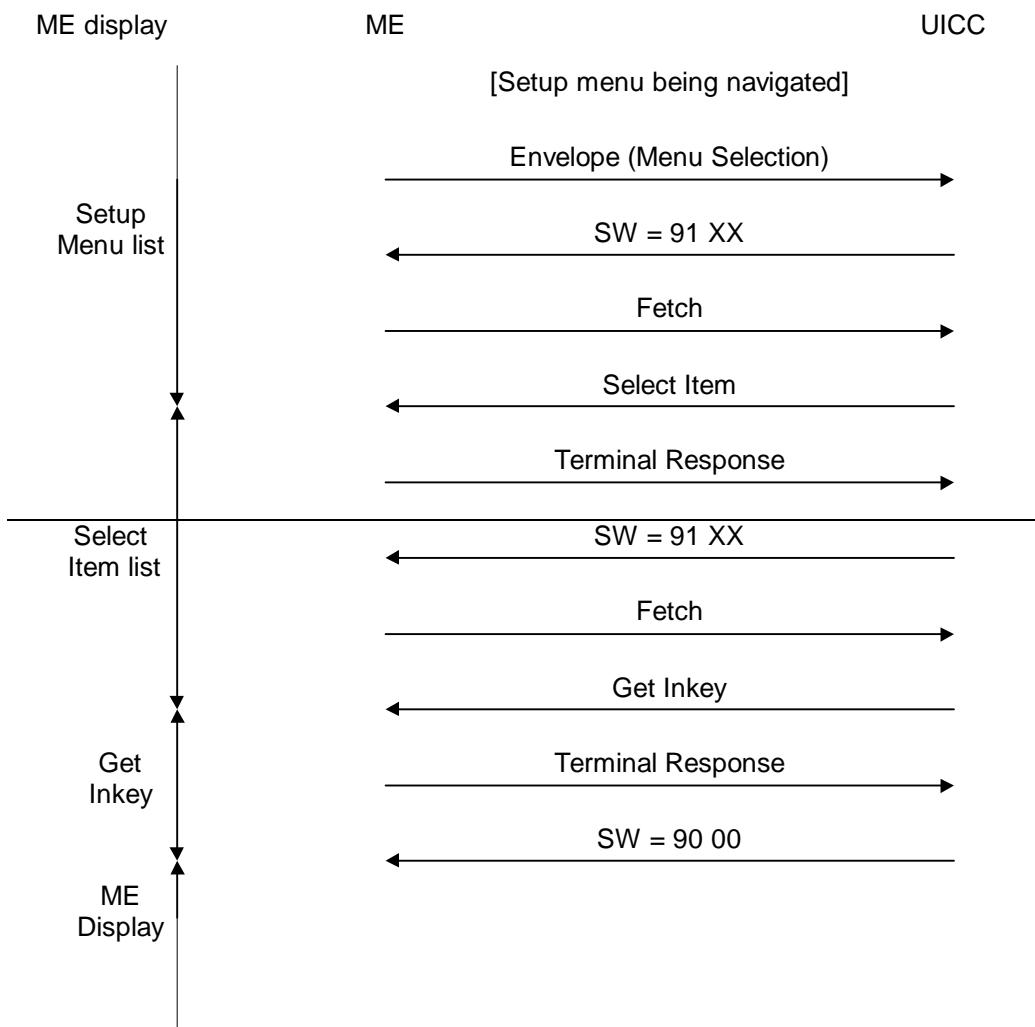 ME display ME UICC
[Setup menu being navigated]
Envelope (Menu Selection)
Setup
Menu list
SW = 91 XX
Fetch
Select Item
Terminal Response
Select
Item list
SW = 91 XX
Fetch
Get Inkey
Get
Inkey
Terminal Response
SW = 90 00
ME
Display